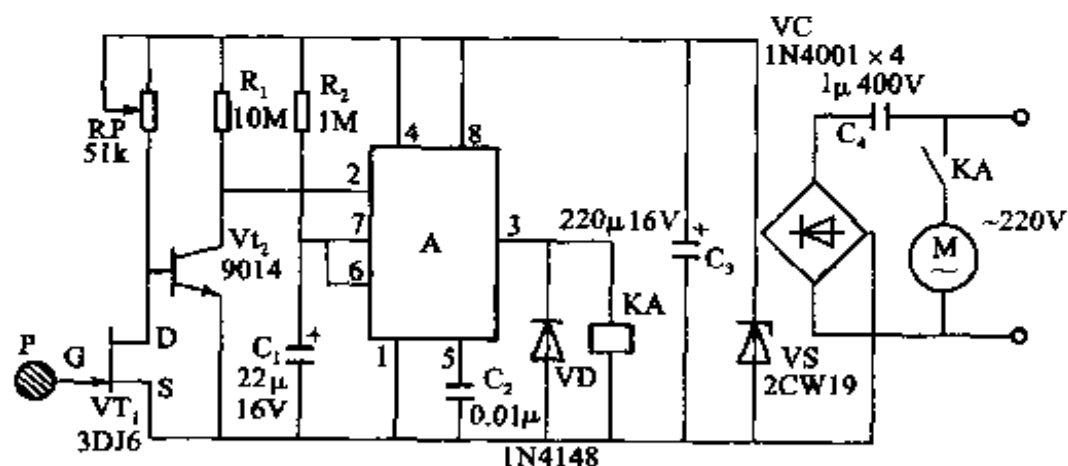 VC
1N4001 × 4
1μ 400V
C₄
KA
~220V
M
~
R₁
10M
R₂
1M
RP
51k
4
8
2
7
6
A
3
1
5
220μ 16V
+
C₃
Vt₂
9014
KA
P
G
D
S
VT₁
3DJ6
+
C₁
22μ
16V
C₂
0.01μ
VD
1N4148
VS
2CW19